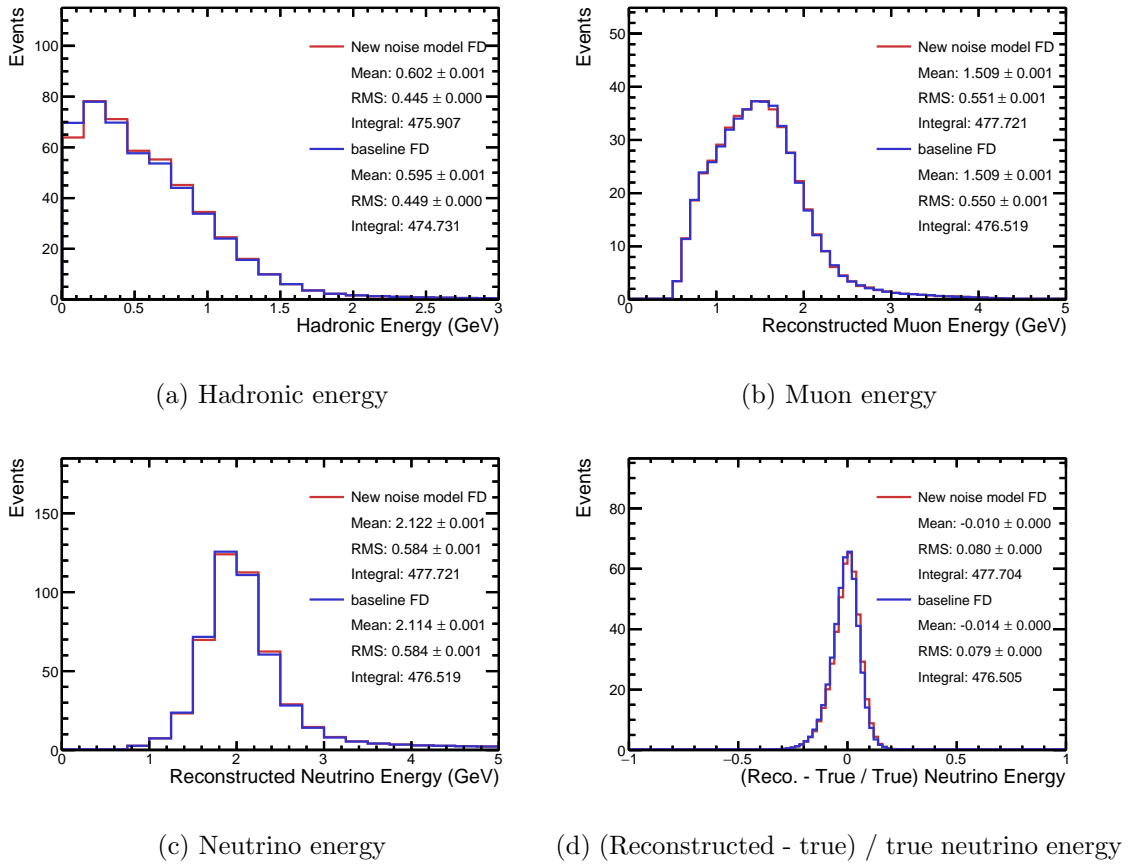 Events
100
80
60
40
20
0
New noise model FD
Mean: 0.602 ± 0.001
RMS: 0.445 ± 0.000
Integral: 475.907
baseline FD
Mean: 0.595 ± 0.001
RMS: 0.449 ± 0.000
Integral: 474.731
0 0.5 1 1.5 2 2.5 3
Hadronic Energy (GeV)
(a) Hadronic energy
Events
50
40
30
20
10
0
New noise model FD
Mean: 1.509 ± 0.001
RMS: 0.551 ± 0.001
Integral: 477.721
baseline FD
Mean: 1.509 ± 0.001
RMS: 0.550 ± 0.001
Integral: 476.519
0 1 2 3 4 5
Reconstructed Muon Energy (GeV)
(b) Muon energy
Events
150
100
50
0
New noise model FD
Mean: 2.122 ± 0.001
RMS: 0.584 ± 0.001
Integral: 477.721
baseline FD
Mean: 2.114 ± 0.001
RMS: 0.584 ± 0.001
Integral: 476.519
0 1 2 3 4 5
Reconstructed Neutrino Energy (GeV)
(c) Neutrino energy
Events
80
60
40
20
0
New noise model FD
Mean: -0.010 ± 0.000
RMS: 0.080 ± 0.000
Integral: 477.704
baseline FD
Mean: -0.014 ± 0.000
RMS: 0.079 ± 0.000
Integral: 476.505
−1 −0.5 0 0.5 1
(Reco. - True / True) Neutrino Energy
(d) (Reconstructed - true) / true neutrino energy